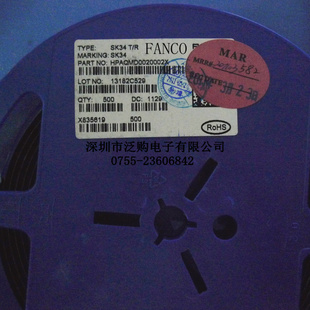 TYPE: SK34 T/R
FANCO
MARKING: SK34
PART NO: HPAQMD0020002X
LOT NO: 13182C529
QTY: 500 DC: 1129
X635619 500
RoHS
MAR
深圳市泛购电子有限公司
0755-23606842